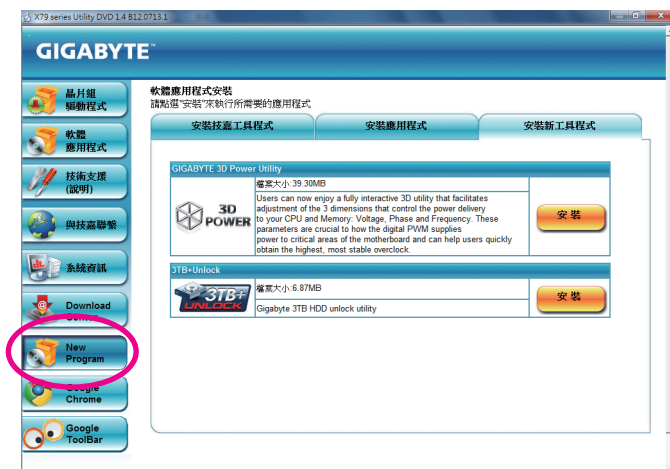 X79 series Utility DVD 1.4 B12.0713.1
GIGABYTE™
晶片組
驅動程式
軟體
應用程式
技術支援
(說明)
與技嘉聯繫
系統資訊
Download
New
Program
Google
Chrome
Google
ToolBar
軟體應用程式安裝
請點選"安裝"來執行所需要的應用程式
安裝技嘉工具程式
安裝應用程式
安裝新工具程式
GIGABYTE 3D Power Utility
3D
POWER
檔案大小:39.30MB
Users can now enjoy a fully interactive 3D utility that facilitates
adjustment of the 3 dimensions that control the power delivery
to your CPU and Memory: Voltage, Phase and Frequency. These
parameters are crucial to how the digital PWM supplies
power to critical areas of the motherboard and can help users quickly
obtain the highest, most stable overclock.
安裝
3TB+Unlock
3TB+
UNLOCK
檔案大小:6.87MB
Gigabyte 3TB HDD unlock utility
安裝